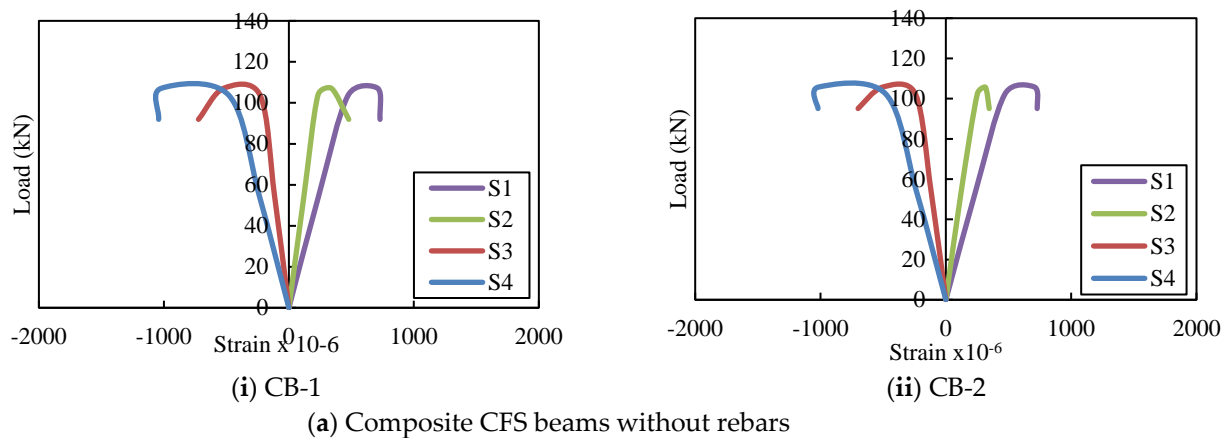 140
120
100
80
60
40
20
0
Load (kN)
-2000
-1000
0
1000
2000
Strain x 10-6
S1
S2
S3
S4
(i) CB-1
140
120
100
80
60
40
20
0
Load (kN)
-2000
-1000
0
1000
2000
Strain x10-6
S1
S2
S3
S4
(ii) CB-2
(a) Composite CFS beams without rebars